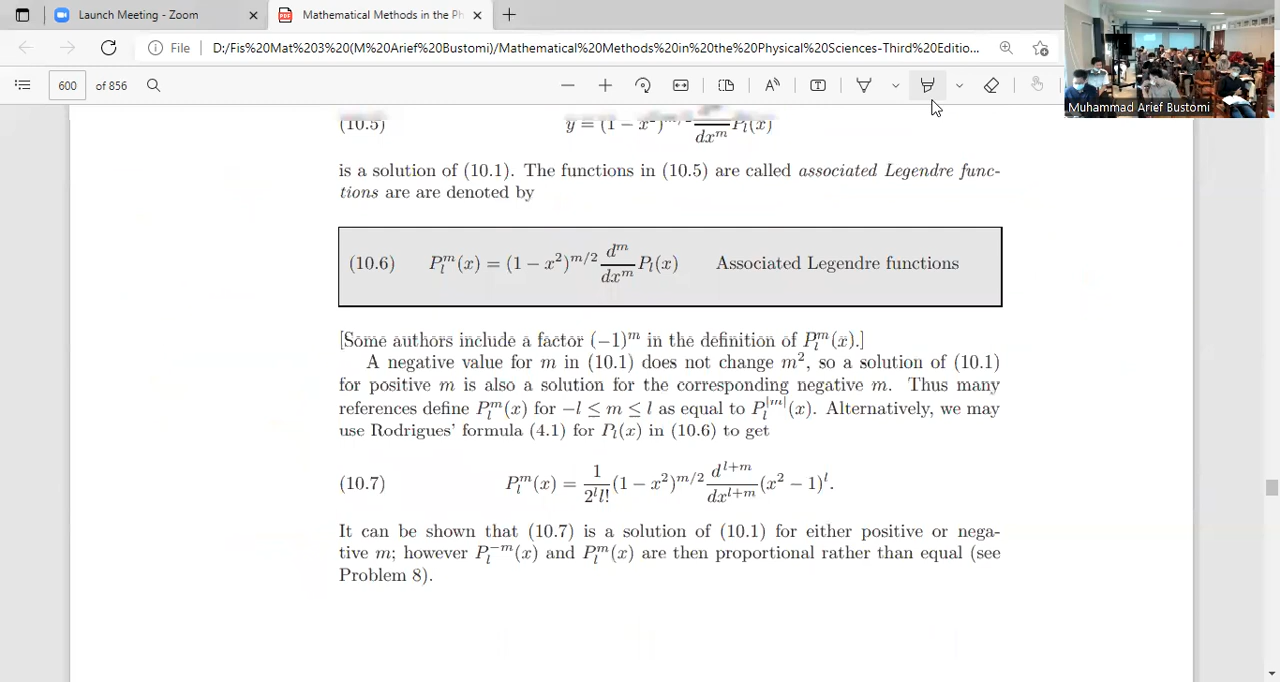 Launch Meeting - Zoom
Mathematical Methods in the Ph
File
D:/Fis%20Mat%203%20(M%20Arief%20Bustomi)/Mathematical%20Methods%20in%20the%20Physical%20Sciences-Third%20Editio...
600 of 856
Muhammad Arief Bustomi
(10.5) y = (1 − x²)^{m/2} d^m/dx^m P_l(x)
is a solution of (10.1). The functions in (10.5) are called associated Legendre func-
tions are are denoted by
(10.6) P_l^m(x) = (1 − x²)^{m/2} d^m/dx^m P_l(x) Associated Legendre functions
[Some authors include a factor (−1)^m in the definition of P_l^m(x).]
A negative value for m in (10.1) does not change m², so a solution of (10.1)
for positive m is also a solution for the corresponding negative m. Thus many
references define P_l^m(x) for −l ≤ m ≤ l as equal to P_l^{|m|}(x). Alternatively, we may
use Rodrigues' formula (4.1) for P_l(x) in (10.6) to get
(10.7) P_l^m(x) = 1/(2^l l!) (1 − x²)^{m/2} d^{l+m}/dx^{l+m} (x² − 1)^l.
It can be shown that (10.7) is a solution of (10.1) for either positive or nega-
tive m; however P_l^{−m}(x) and P_l^m(x) are then proportional rather than equal (see
Problem 8).